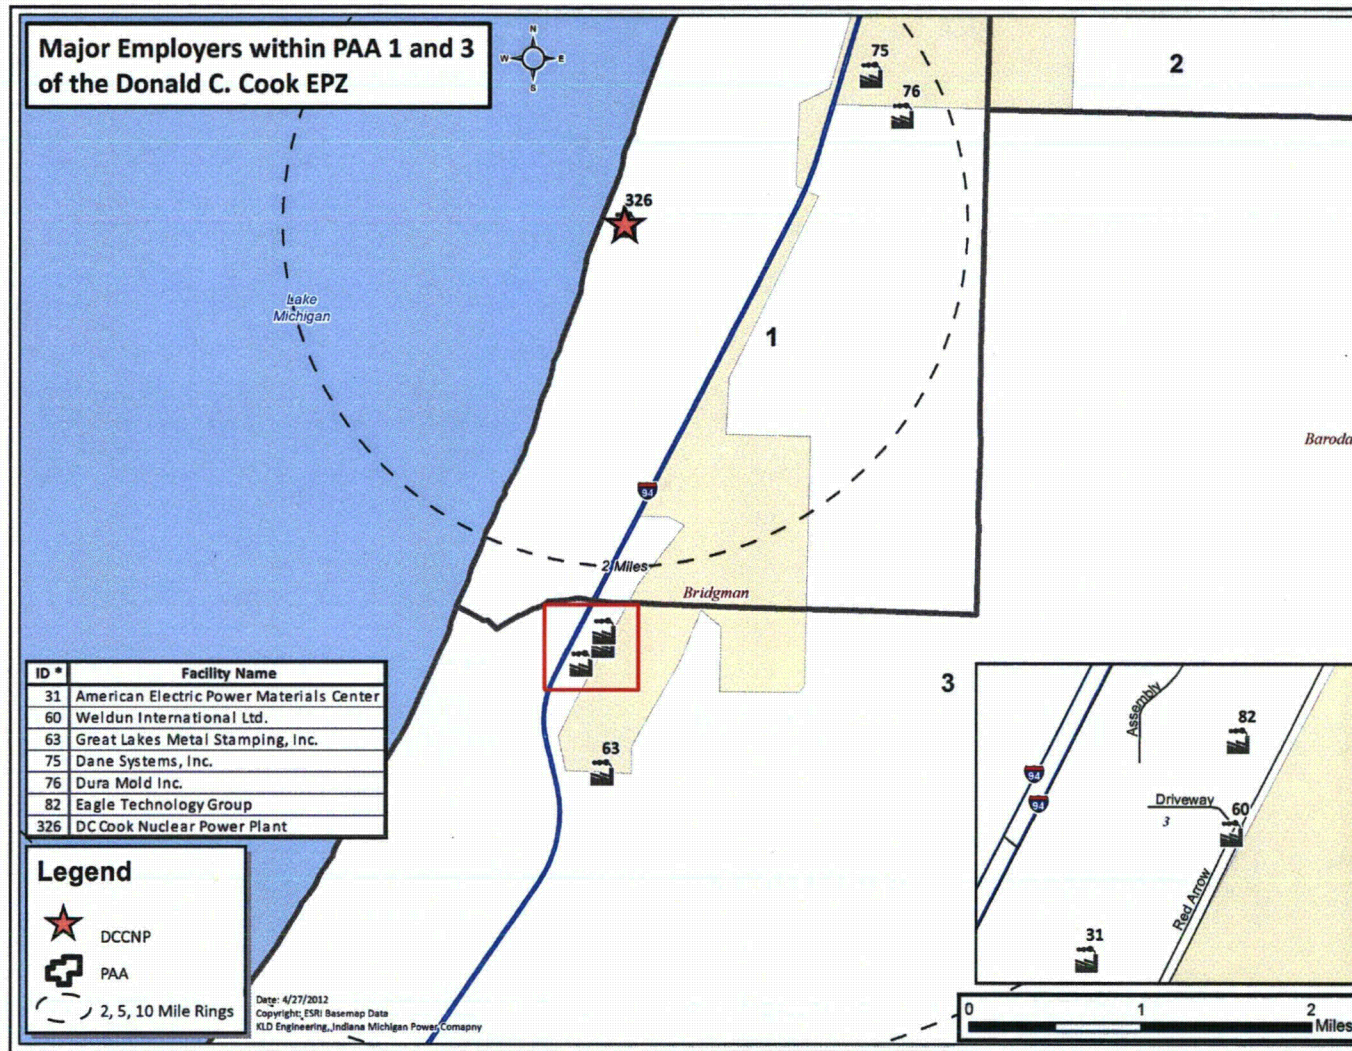 Major Employers within PAA 1 and 3
of the Donald C. Cook EPZ
N
W E
S
75
76
2
326
Lake
Michigan
1
Baroda
94
2 Miles
Bridgman
3
63
ID * Facility Name
31 American Electric Power Materials Center
60 Weldun International Ltd.
63 Great Lakes Metal Stamping, Inc.
75 Dane Systems, Inc.
76 Dura Mold Inc.
82 Eagle Technology Group
326 DC Cook Nuclear Power Plant
Assembly
82
94
94
Driveway
60
3
Red Arrow
31
Legend
DCCNP
PAA
2, 5, 10 Mile Rings
Date: 4/27/2012
Copyright: ESRI Basemap Data
KLD Engineering, Indiana Michigan Power Comapny
0 1 2
Miles